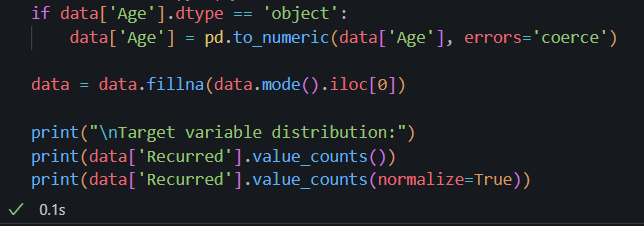 if data['Age'].dtype == 'object':
    data['Age'] = pd.to_numeric(data['Age'], errors='coerce')
data = data.fillna(data.mode().iloc[0])
print("\nTarget variable distribution:")
print(data['Recurred'].value_counts())
print(data['Recurred'].value_counts(normalize=True))
0.1s